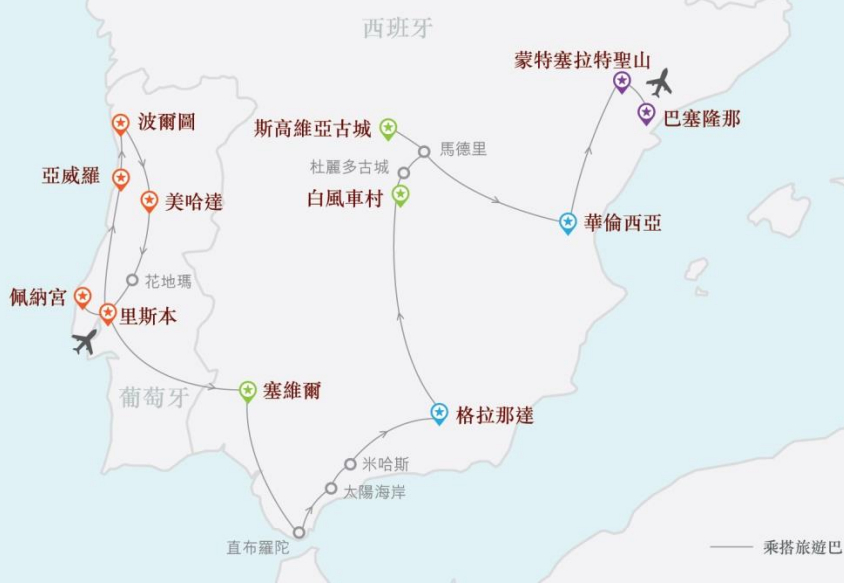 西班牙
蒙特塞拉特聖山
巴塞隆那
波爾圖
斯高維亞古城
馬德里
杜麗多古城
亞威羅
美哈達
白風車村
華倫西亞
花地瑪
佩納宮
里斯本
葡萄牙
塞維爾
格拉那達
米哈斯
太陽海岸
直布羅陀
乘搭旅遊巴